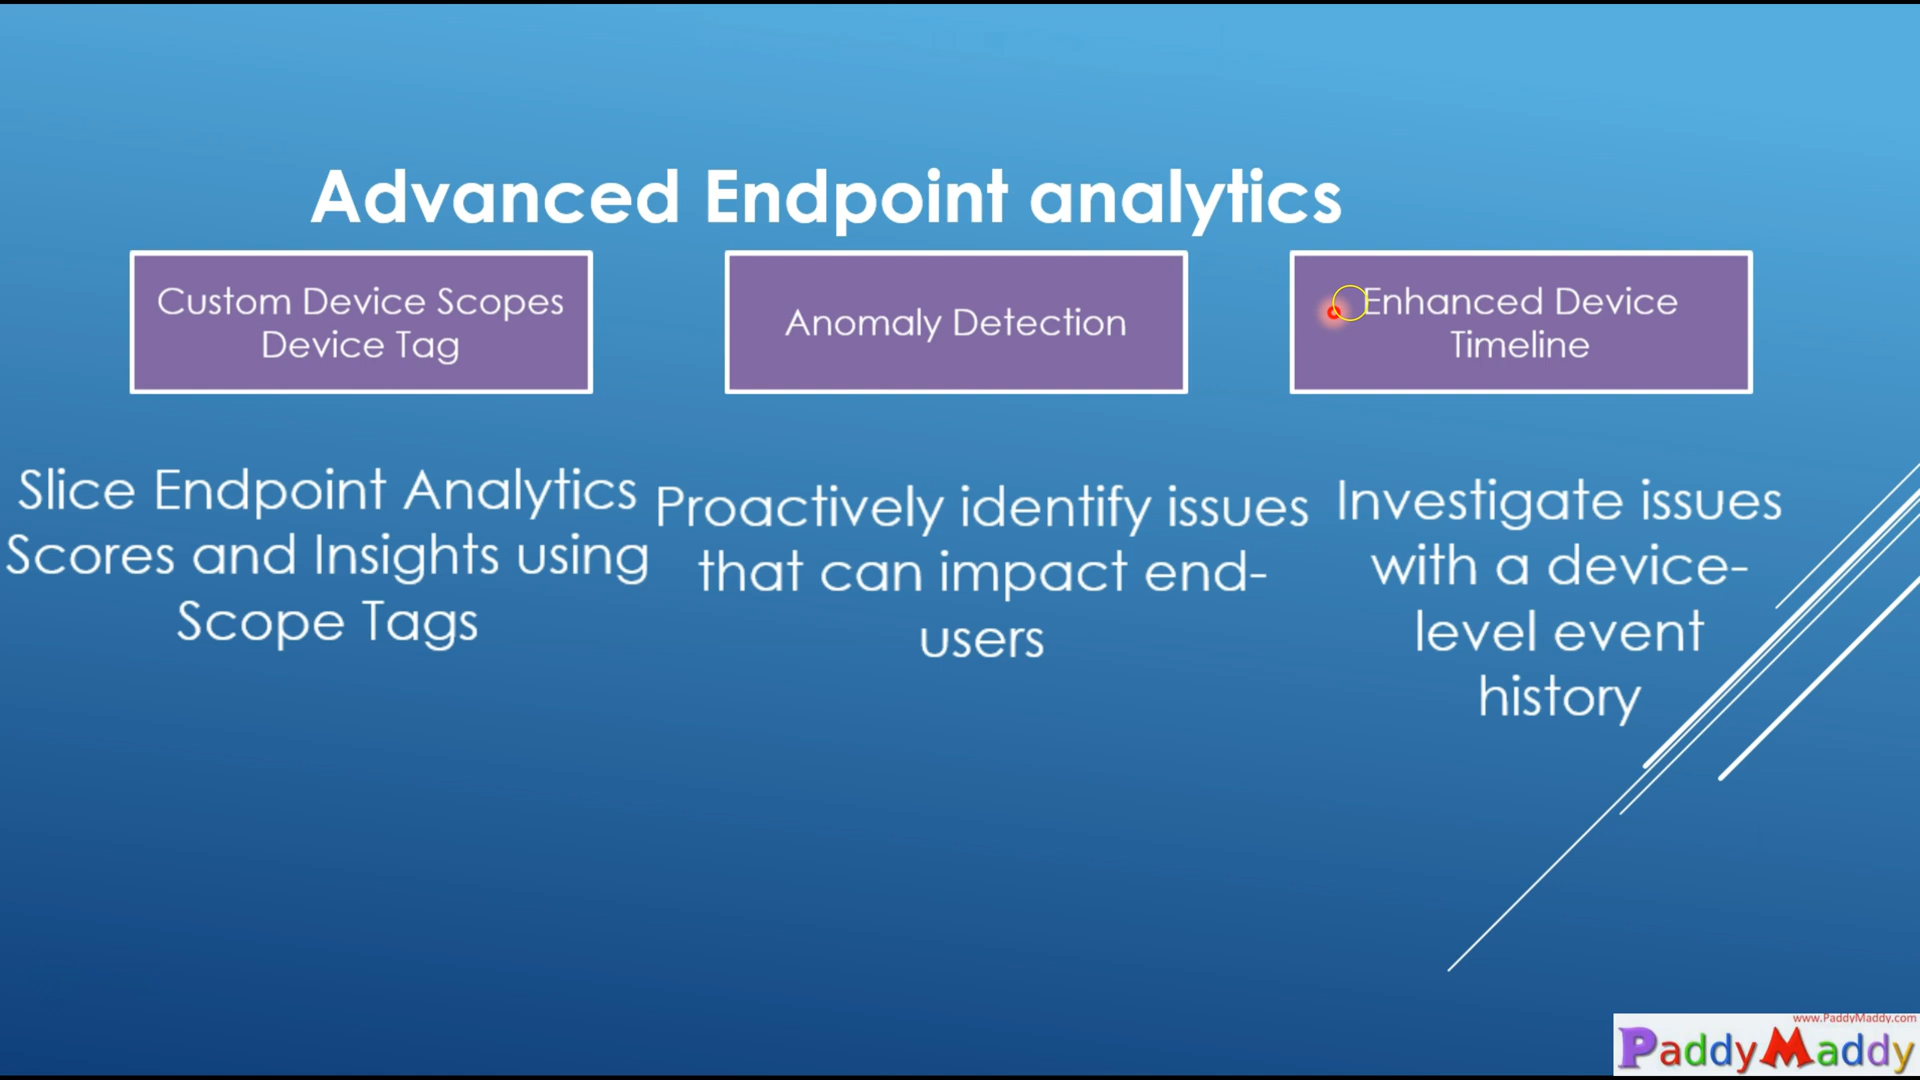 Advanced Endpoint analytics
Custom Device Scopes
Device Tag
Anomaly Detection
Enhanced Device
Timeline
Slice Endpoint Analytics
Scores and Insights using
Scope Tags
Proactively identify issues
that can impact end-
users
Investigate issues
with a device-
level event
history
www.PaddyMaddy.com
PaddyMaddy